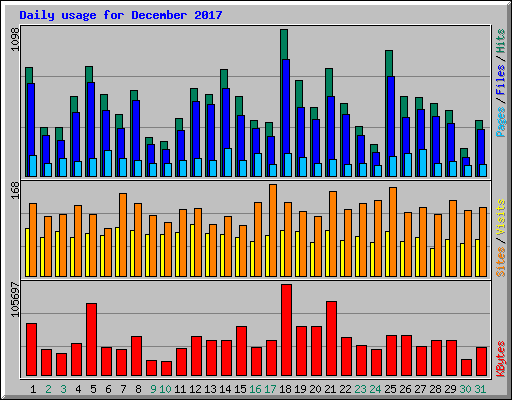 Daily usage for December 2017
1098
Pages / Files / Hits
168
Sites / Visits
105697
KBytes
1 2 3 4 5 6 7 8 9 10 11 12 13 14 15 16 17 18 19 20 21 22 23 24 25 26 27 28 29 30 31